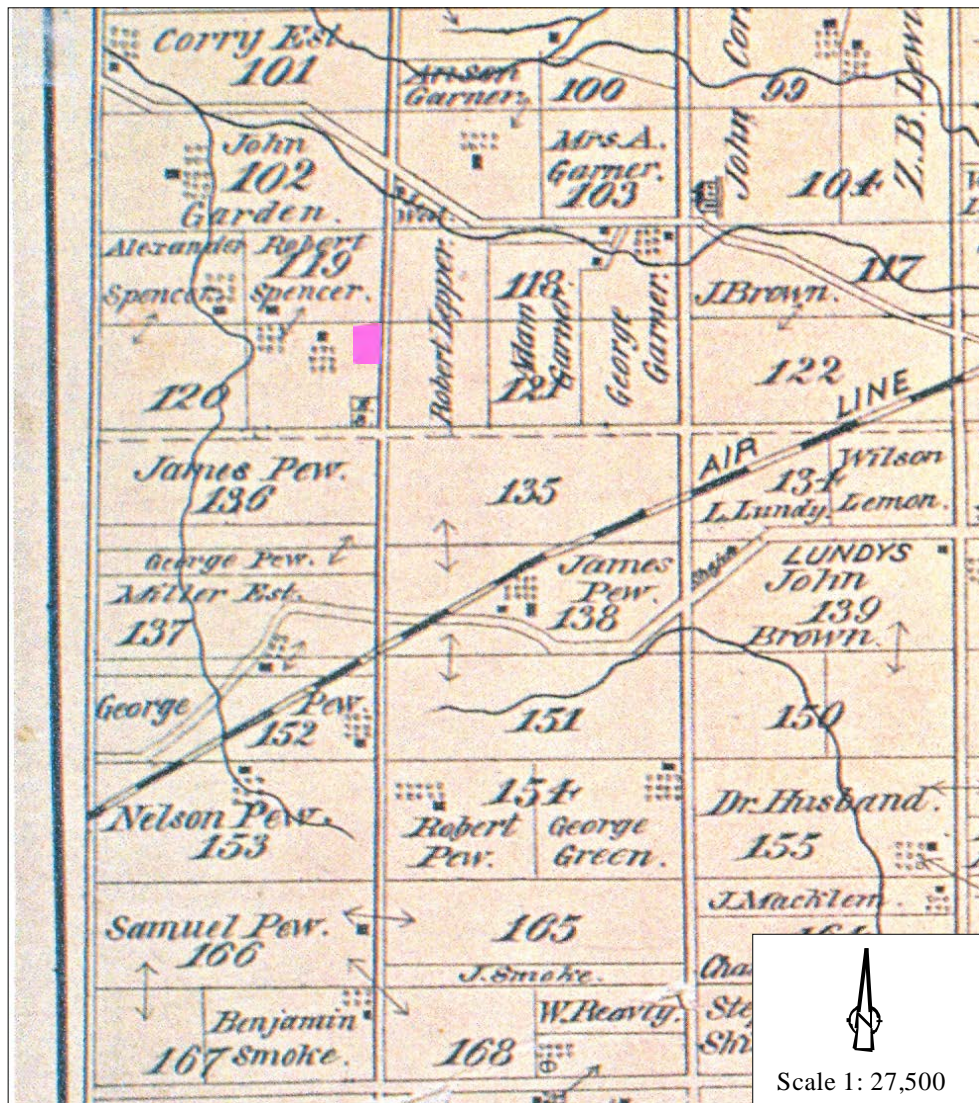 Corry Est.
101
Anson
Garner.
100
99
John
Z.B. Lewi
John
102
Garden.
Mrs. A.
Garner.
103
104
Alexander
Spencer.
Robert
119
Spencer.
Robert Lepper.
118
Adam
Garner.
121
George
Garner.
J. Brown.
117
120
122
AIR LINE
James Pew.
136
135
134
L. Lundy.
Wilson
Lemon.
George Pew.
Miller Est.
137
James
Pew.
138
LUNDYS
John
139
Brown.
George Pew.
152
151
150
Nelson Pew.
153
154
Robert
Pew.
George
Green.
Dr. Husband.
155
J. Macklem.
Samuel Pew.
166
165
J. Smoke.
Benjamin
167 Smoke.
168
Scale 1: 27,500